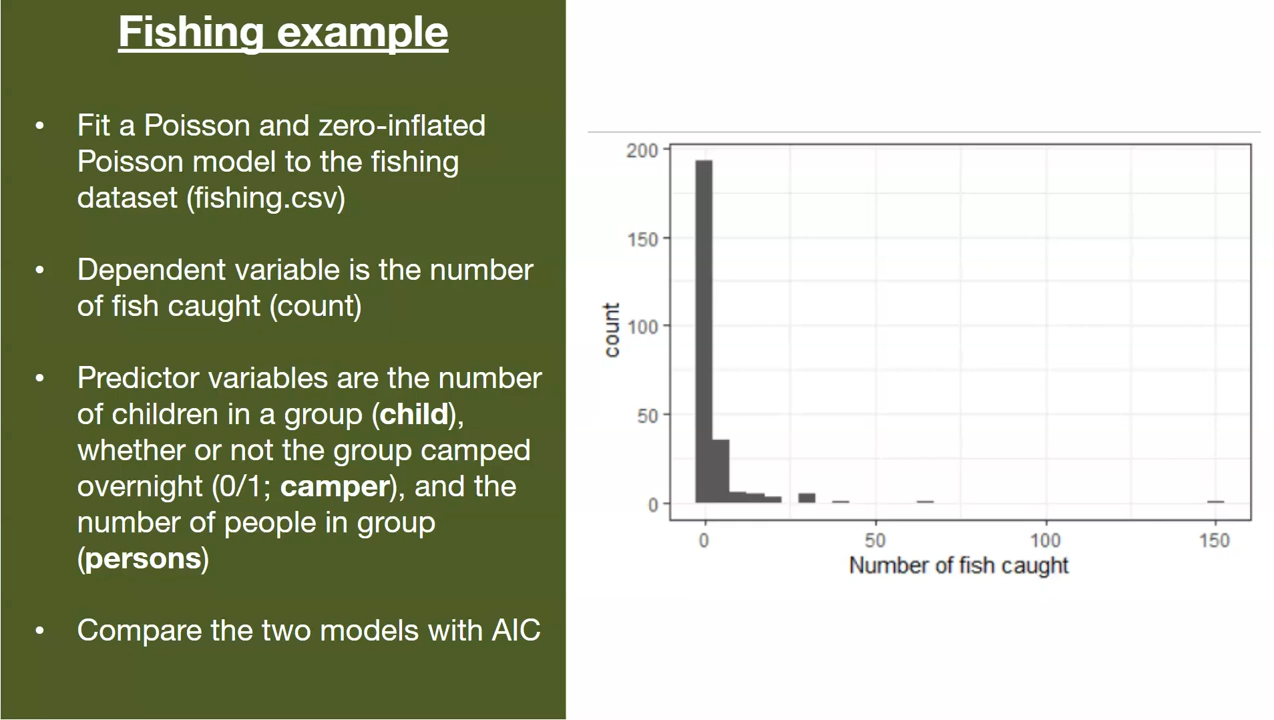 Fishing example
• Fit a Poisson and zero-inflated
Poisson model to the fishing
dataset (fishing.csv)
• Dependent variable is the number
of fish caught (count)
• Predictor variables are the number
of children in a group (child),
whether or not the group camped
overnight (0/1; camper), and the
number of people in group
(persons)
• Compare the two models with AIC
200
150
100
50
0
count
0 50 100 150
Number of fish caught